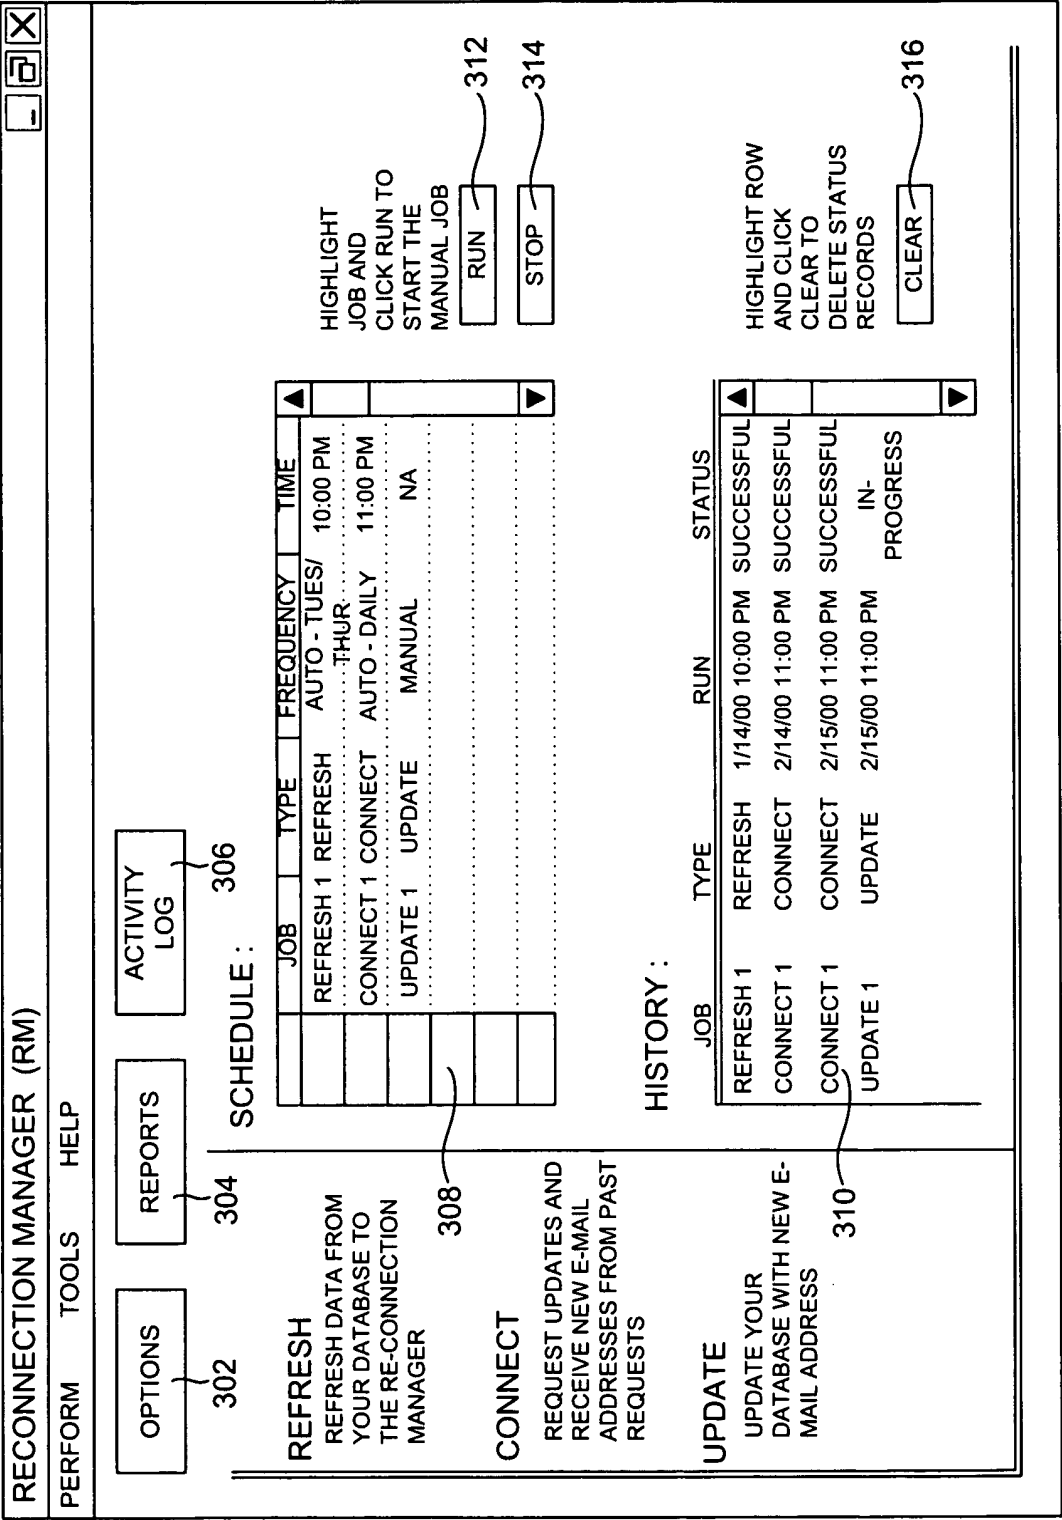 RECONNECTION MANAGER (RM)
PERFORM TOOLS HELP
OPTIONS
302
REPORTS
304
ACTIVITY
LOG
306
REFRESH
REFRESH DATA FROM
YOUR DATABASE TO
THE RE-CONNECTION
MANAGER
CONNECT
REQUEST UPDATES AND
RECEIVE NEW E-MAIL
ADDRESSES FROM PAST
REQUESTS
UPDATE
UPDATE YOUR
DATABASE WITH NEW E-
MAIL ADDRESS
SCHEDULE :
JOB TYPE FREQUENCY TIME
REFRESH 1 REFRESH AUTO - TUES/ 10:00 PM
THUR
CONNECT 1 CONNECT AUTO - DAILY 11:00 PM
UPDATE 1 UPDATE MANUAL NA
308
HIGHLIGHT
JOB AND
CLICK RUN TO
START THE
MANUAL JOB
RUN
312
STOP
314
HISTORY :
JOB TYPE RUN STATUS
REFRESH 1 REFRESH 1/14/00 10:00 PM SUCCESSFUL
CONNECT 1 CONNECT 2/14/00 11:00 PM SUCCESSFUL
CONNECT 1 CONNECT 2/15/00 11:00 PM SUCCESSFUL
UPDATE 1 UPDATE 2/15/00 11:00 PM IN-
PROGRESS
310
HIGHLIGHT ROW
AND CLICK
CLEAR TO
DELETE STATUS
RECORDS
CLEAR
316